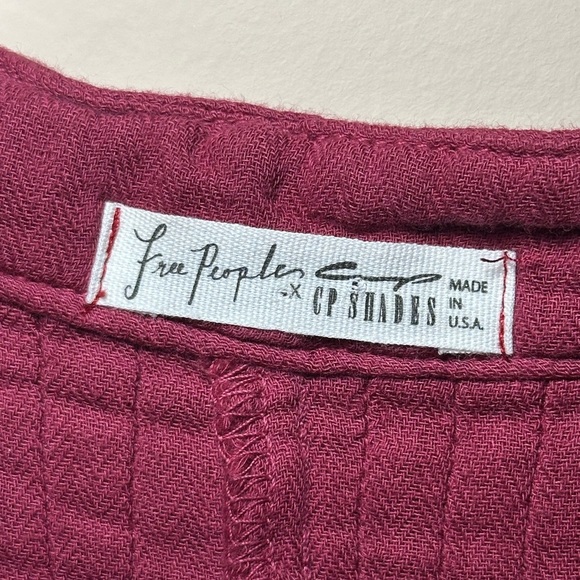 Free People
x
CP SHADES
MADE
IN
U.S.A.